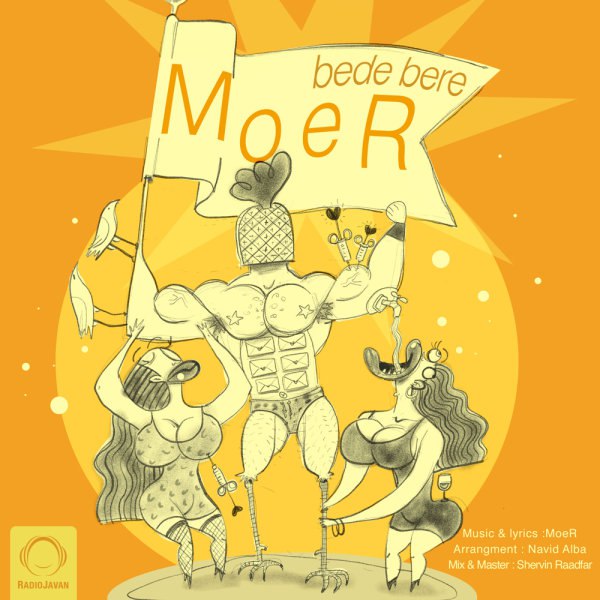 bede bere
MoeR
Music & lyrics :MoeR
Arrangment : Navid Alba
Mix & Master : Shervin Raadfar
RADIOJAVAN